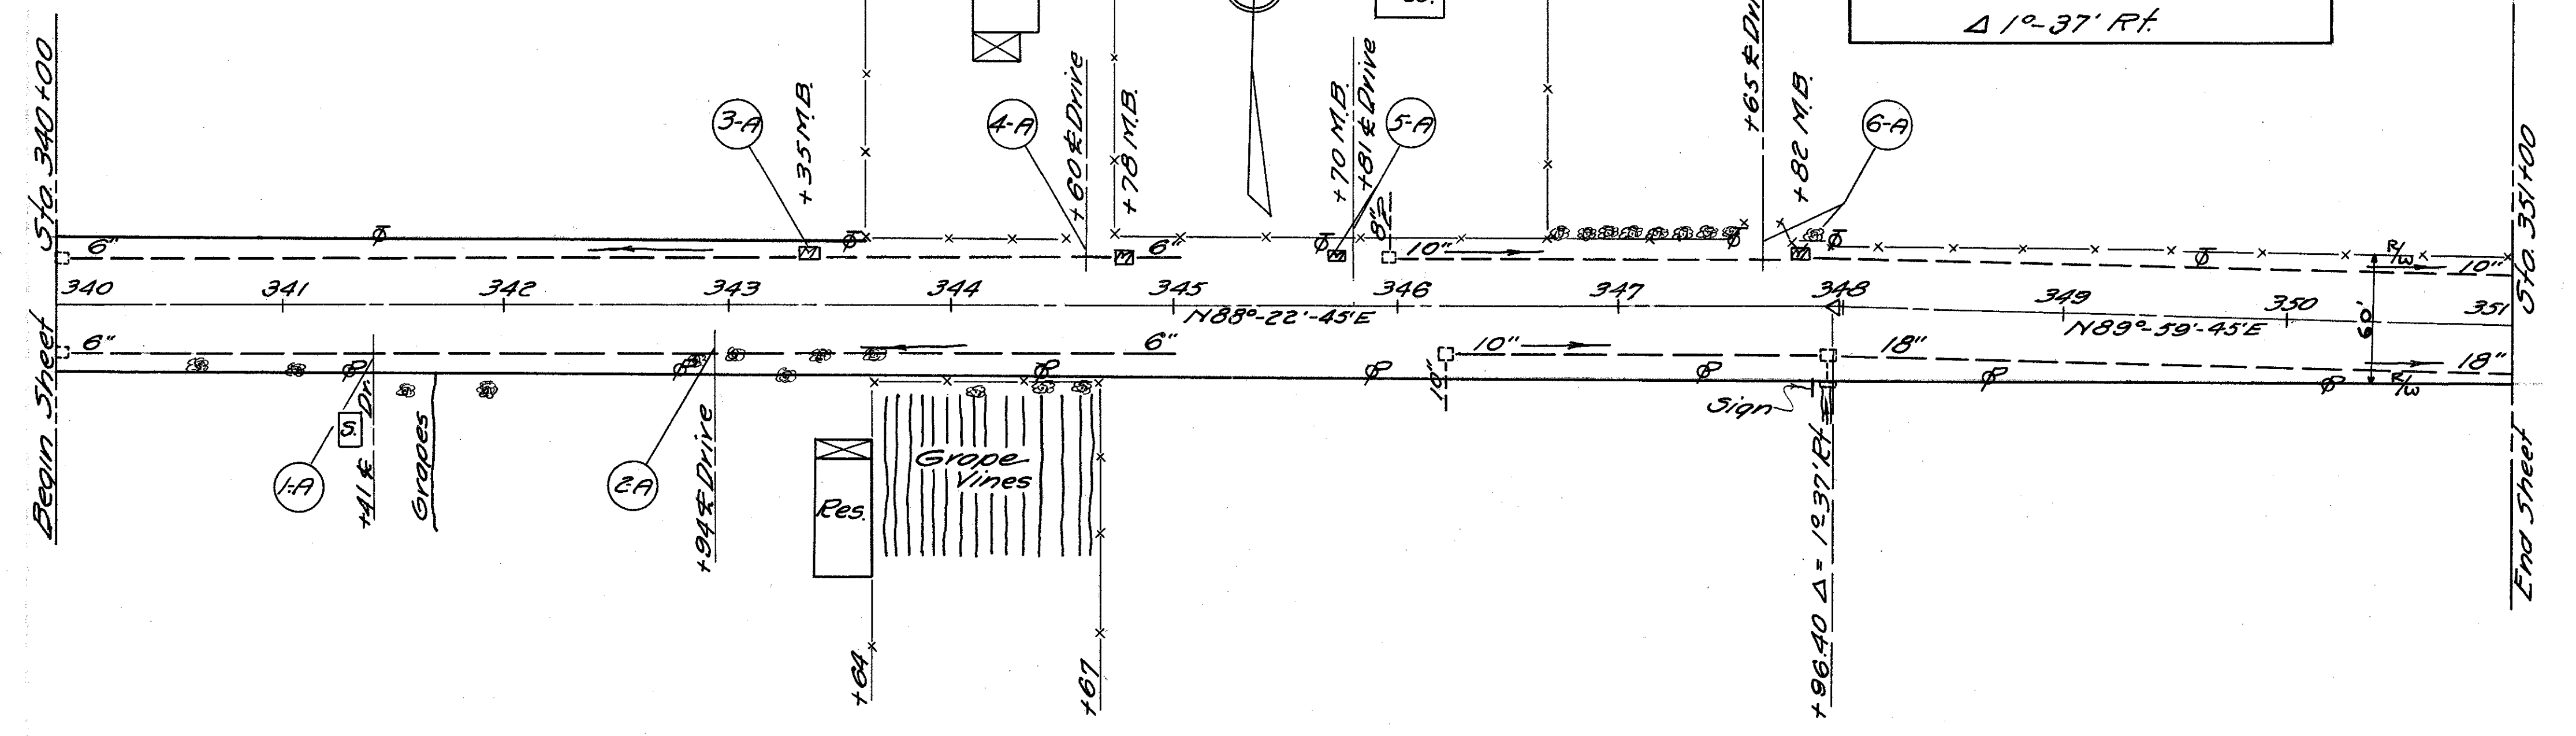 Δ 1°-37' Rt.
Begin Sheet Sta. 340+00
3-A
+35 M.B.
4-A
+60 ℄ Drive
+78 M.B.
+70 M.B.
+81 ℄ Drive
5-A
+65 ℄ Dri
+82 M.B.
6-A
End Sheet Sta. 351+00
6"
6"
8"
10"
R/W
10"
340 341 342 343 344 345 346 347 348 349 350 351
N88°-22'-45"E
N89°-59'-45"E
60'
6"
6"
10"
10"
18"
18"
R/W
Sign
1-A
S.
+41 ℄ Dr.
Grapes
2-A
+94 ℄ Drive
Res.
Grape
Vines
+64
+67
+96.40 Δ = 1°37' Rt